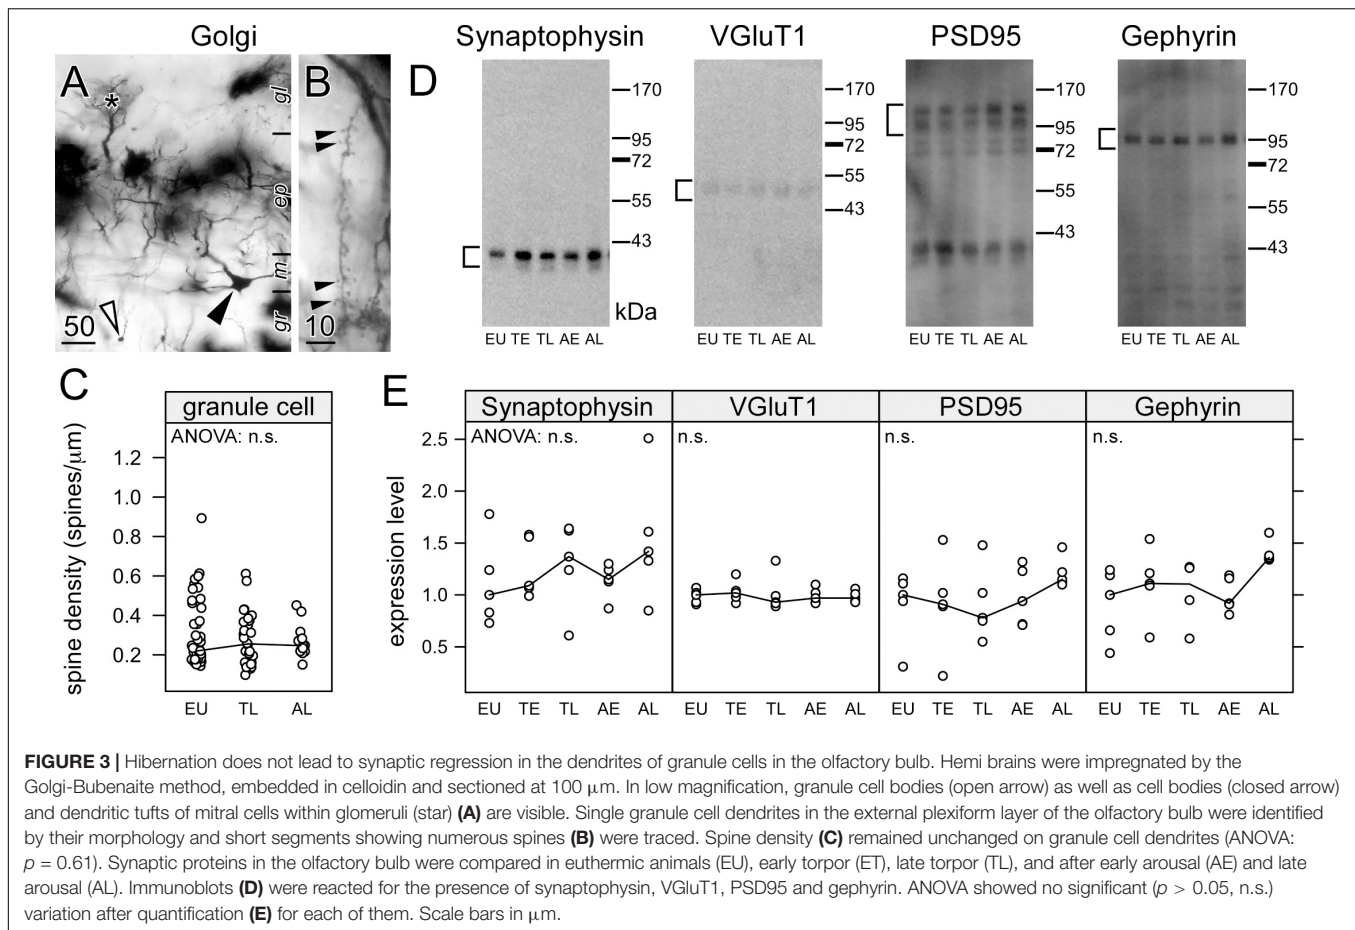 Golgi
Synaptophysin
VGluT1
PSD95
Gephyrin
A
*
gl
ep
m
gr
50
B
10
D
170
95
72
55
43
kDa
EU TE TL AE AL
170
95
72
55
43
EU TE TL AE AL
170
95
72
55
43
EU TE TL AE AL
170
95
72
55
43
EU TE TL AE AL
C
granule cell
ANOVA: n.s.
spine density (spines/μm)
1.2
1.0
0.8
0.6
0.4
0.2
EU TL AL
E
Synaptophysin VGluT1 PSD95 Gephyrin
ANOVA: n.s. n.s. n.s. n.s.
expression level
2.5
2.0
1.5
1.0
0.5
EU TE TL AE AL EU TE TL AE AL EU TE TL AE AL EU TE TL AE AL
FIGURE 3 | Hibernation does not lead to synaptic regression in the dendrites of granule cells in the olfactory bulb. Hemi brains were impregnated by the
Golgi-Bubenaite method, embedded in celloidin and sectioned at 100 μm. In low magnification, granule cell bodies (open arrow) as well as cell bodies (closed arrow)
and dendritic tufts of mitral cells within glomeruli (star) (A) are visible. Single granule cell dendrites in the external plexiform layer of the olfactory bulb were identified
by their morphology and short segments showing numerous spines (B) were traced. Spine density (C) remained unchanged on granule cell dendrites (ANOVA:
p = 0.61). Synaptic proteins in the olfactory bulb were compared in euthermic animals (EU), early torpor (ET), late torpor (TL), and after early arousal (AE) and late
arousal (AL). Immunoblots (D) were reacted for the presence of synaptophysin, VGluT1, PSD95 and gephyrin. ANOVA showed no significant (p > 0.05, n.s.)
variation after quantification (E) for each of them. Scale bars in μm.